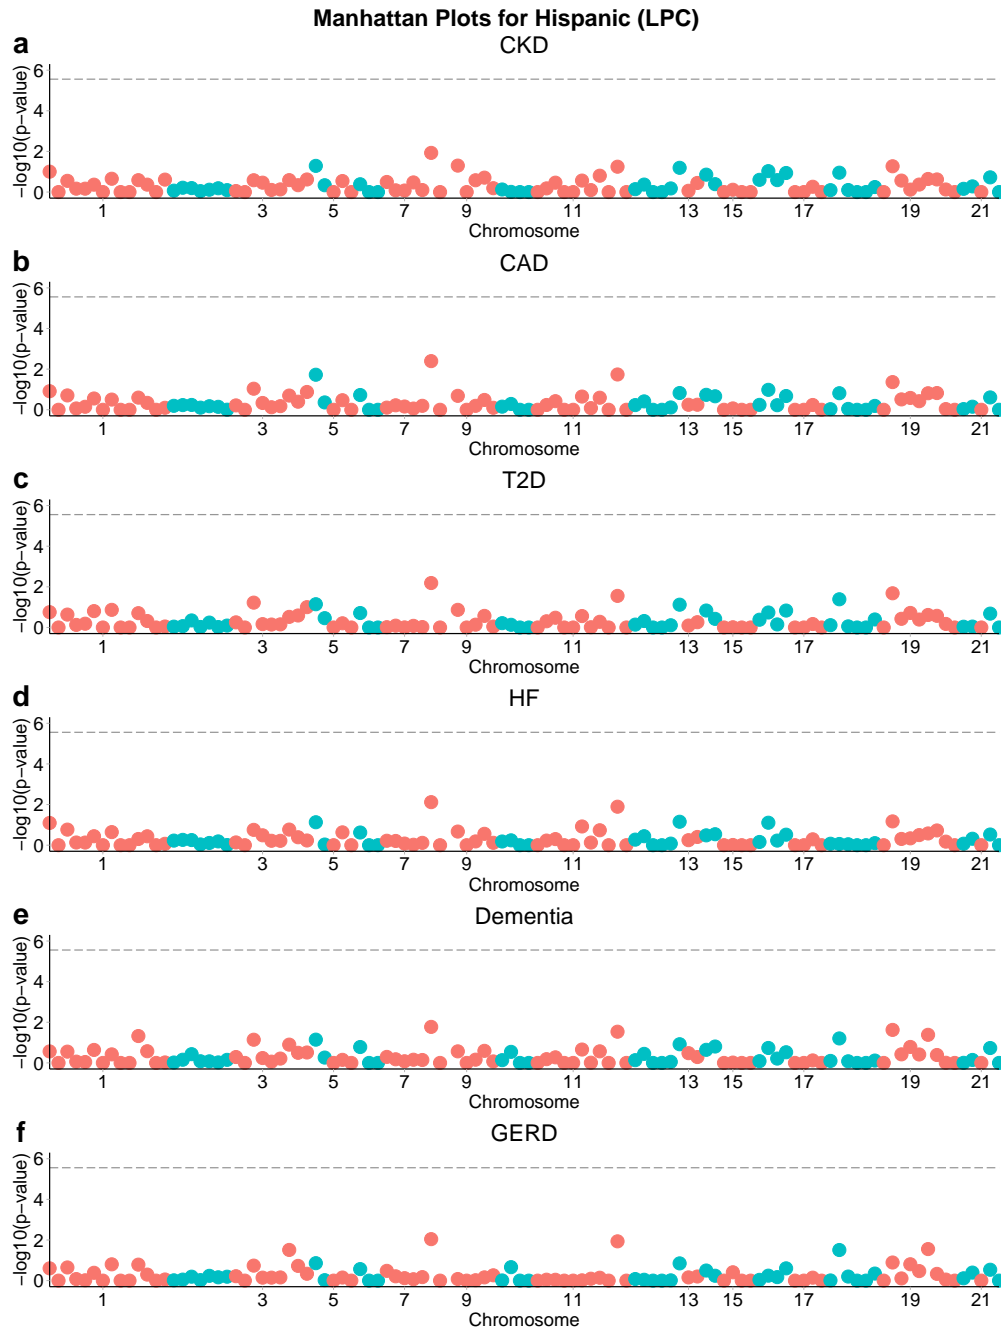 Manhattan Plots for Hispanic (LPC)
a
CKD
−log10(p−value)
6
4
2
0
1 3 5 7 9 11 13 15 17 19 21
Chromosome
b
CAD
−log10(p−value)
6
4
2
0
1 3 5 7 9 11 13 15 17 19 21
Chromosome
c
T2D
−log10(p−value)
6
4
2
0
1 3 5 7 9 11 13 15 17 19 21
Chromosome
d
HF
−log10(p−value)
6
4
2
0
1 3 5 7 9 11 13 15 17 19 21
Chromosome
e
Dementia
−log10(p−value)
6
4
2
0
1 3 5 7 9 11 13 15 17 19 21
Chromosome
f
GERD
−log10(p−value)
6
4
2
0
1 3 5 7 9 11 13 15 17 19 21
Chromosome